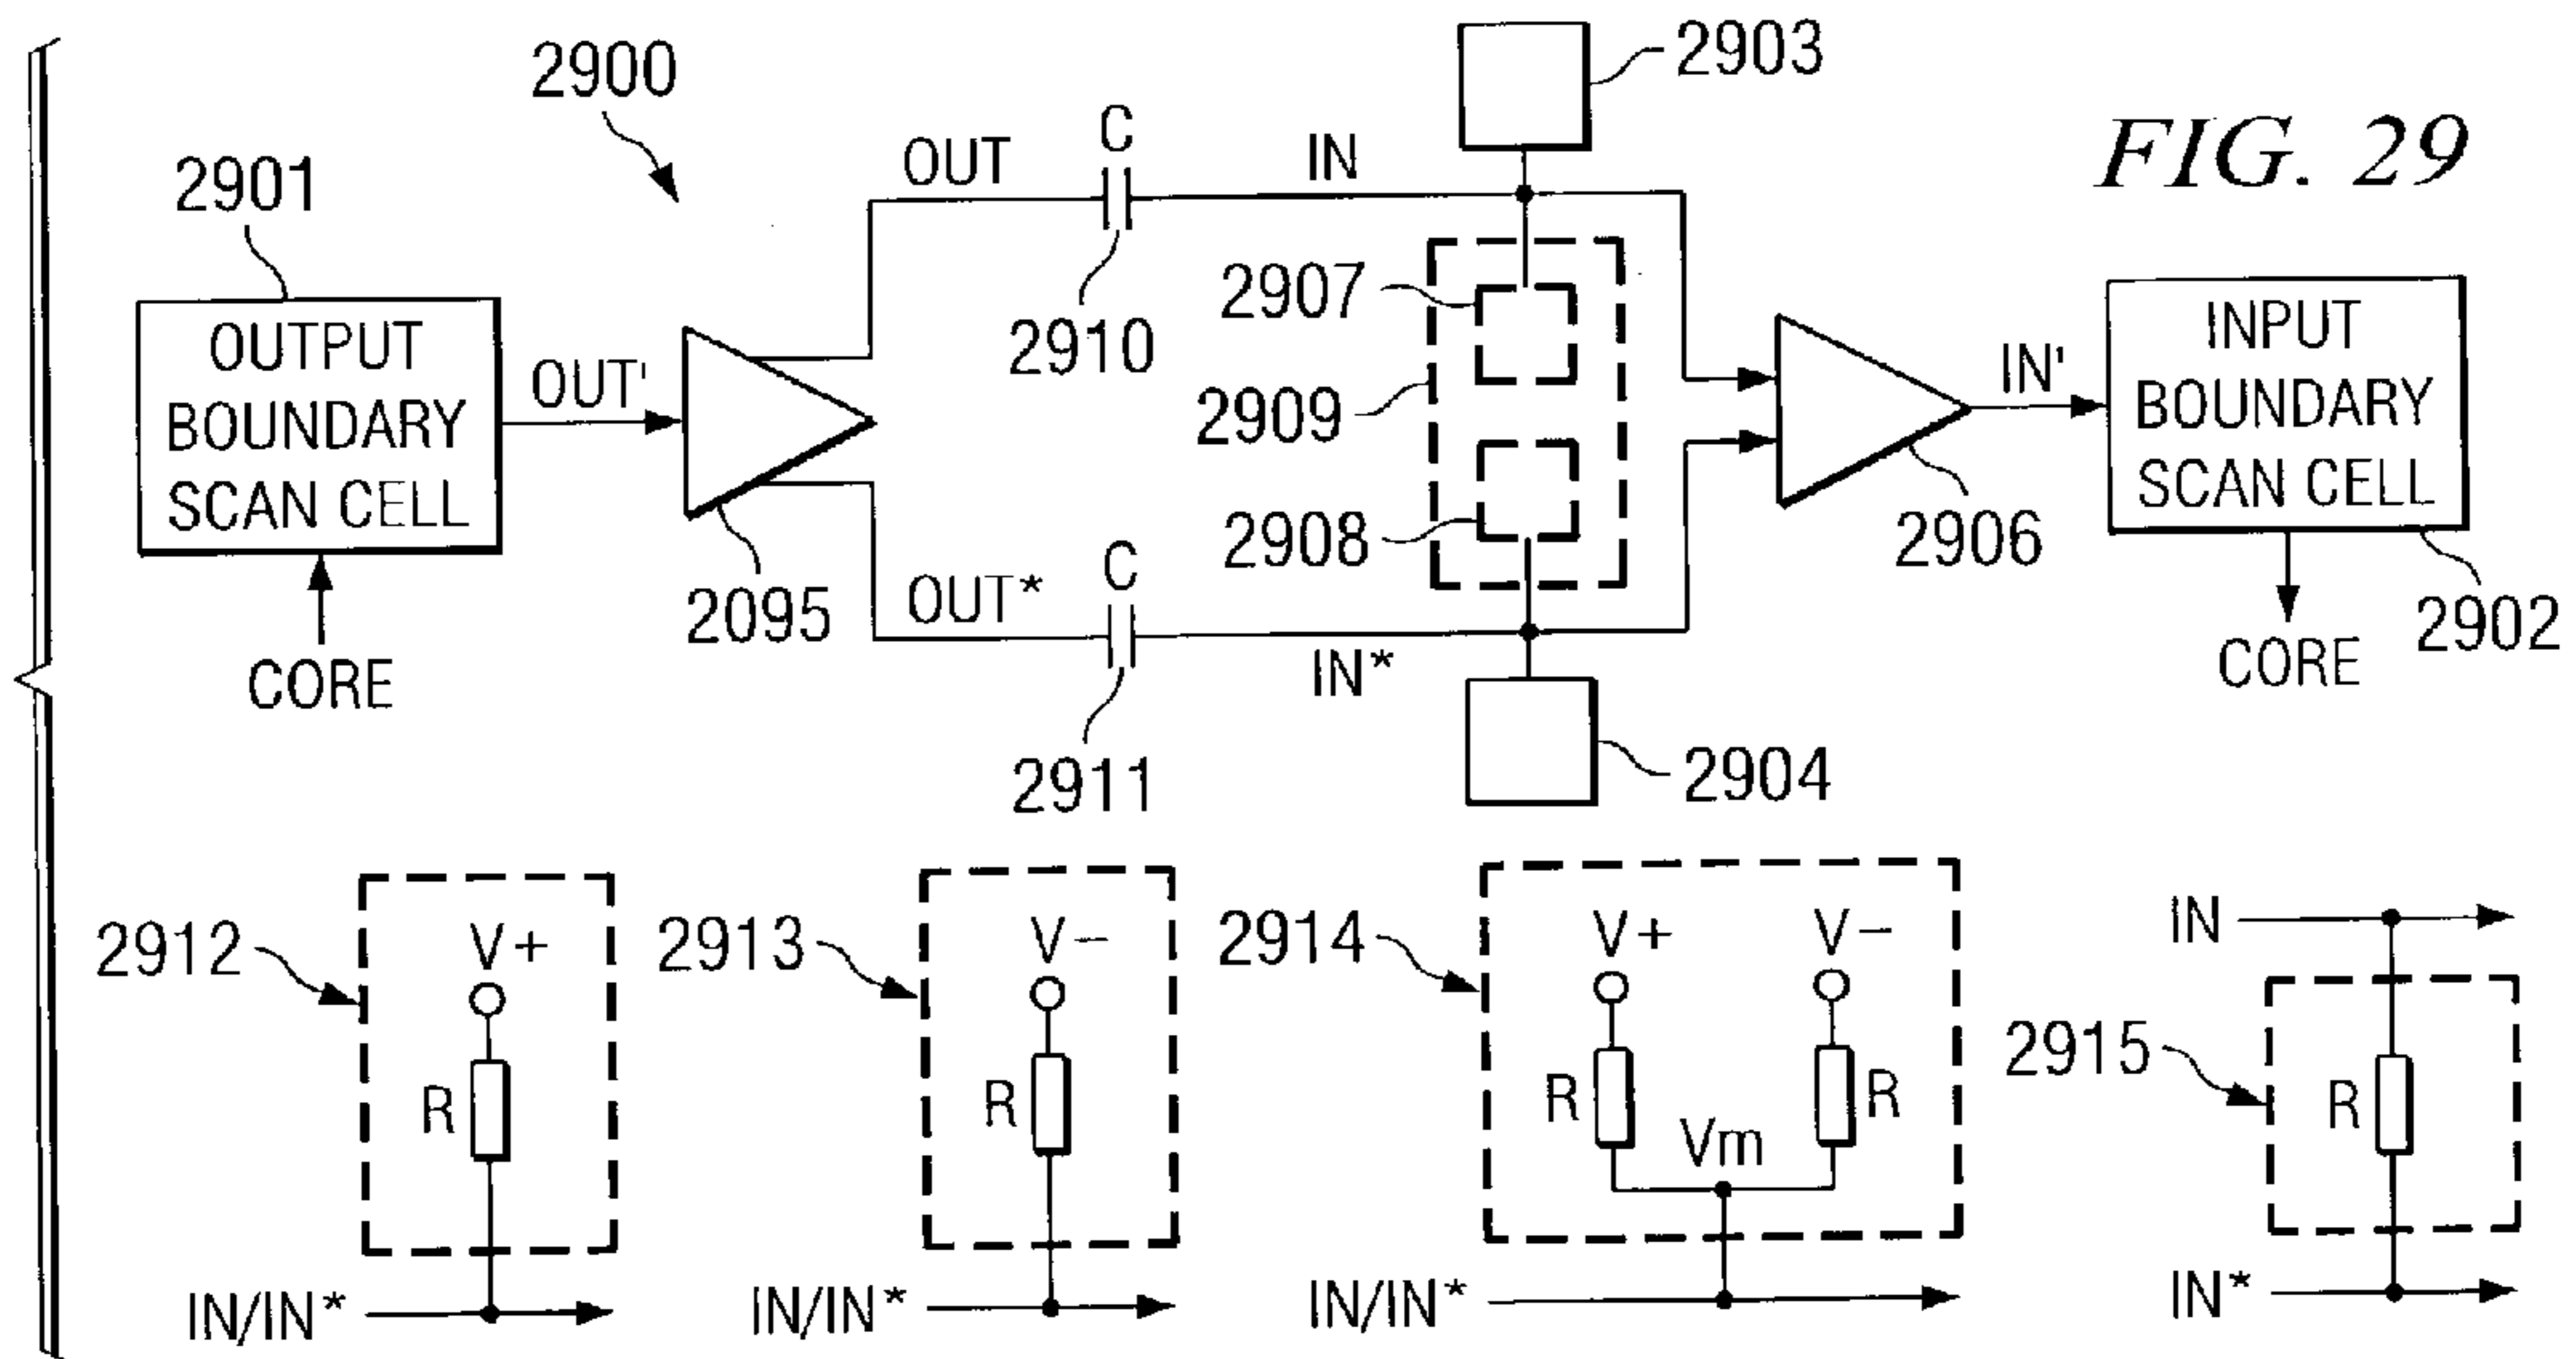 FIG. 29
2900
2901
OUTPUT
BOUNDARY
SCAN CELL
CORE
OUT'
2095
OUT
C
2910
IN
2903
2907
2909
2908
OUT*
C
2911
IN*
2904
2906
IN'
INPUT
BOUNDARY
SCAN CELL
2902
CORE
2912
V+
R
IN/IN*
2913
V-
R
IN/IN*
2914
V+
V-
R
R
Vm
IN/IN*
IN
2915
R
IN*